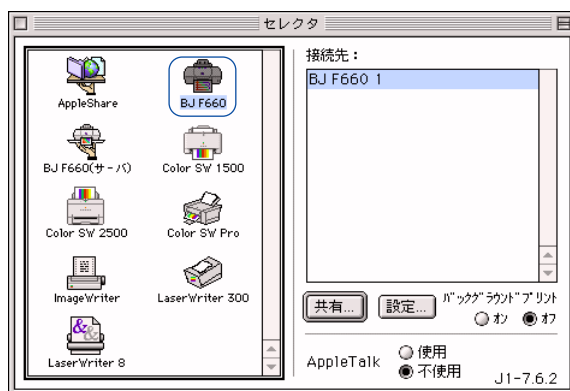 セレクタ
AppleShare
BJ F660
BJ F660(サーバ)
Color SW 1500
Color SW 2500
Color SW Pro
ImageWriter
LaserWriter 300
LaserWriter 8
接続先：
BJ F660 1
共有...
設定...
バックグラウンドプリント
オン
オフ
AppleTalk
使用
不使用
J1-7.6.2